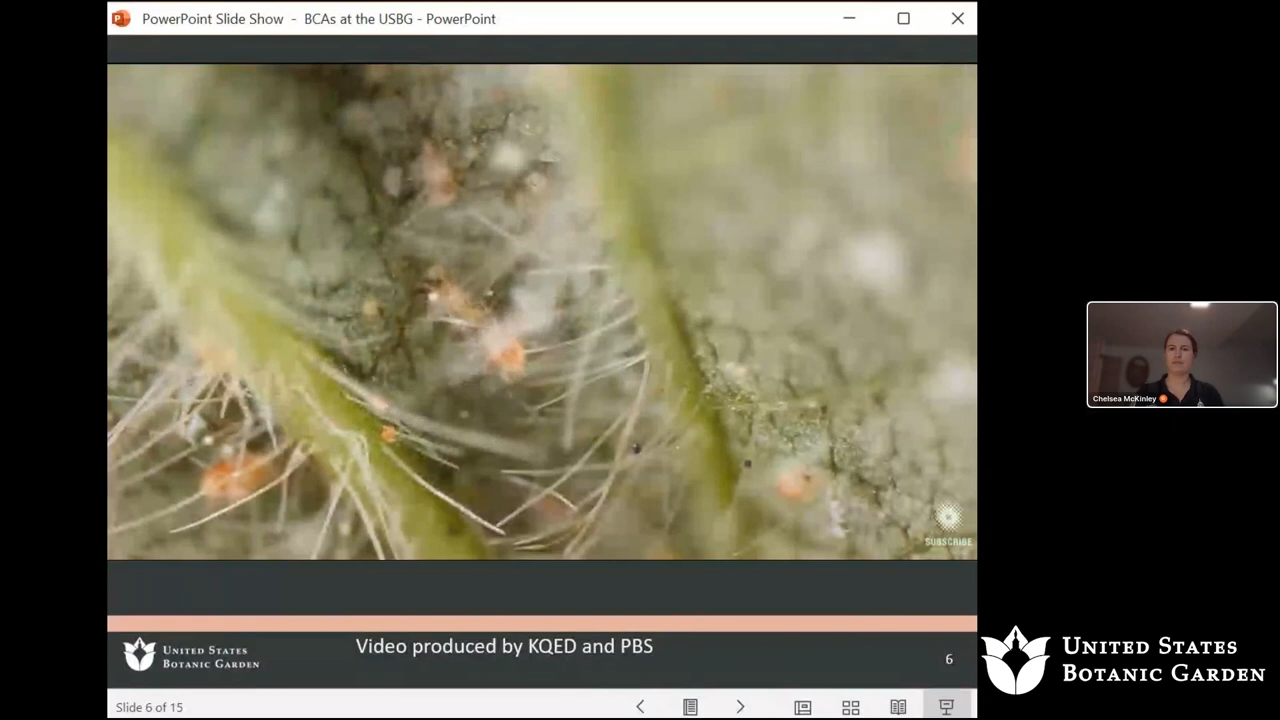 PowerPoint Slide Show - BCAs at the USBG - PowerPoint
SUBSCRIBE
Chelsea McKinley
UNITED STATES
BOTANIC GARDEN
Video produced by KQED and PBS
6
UNITED STATES
BOTANIC GARDEN
Slide 6 of 15